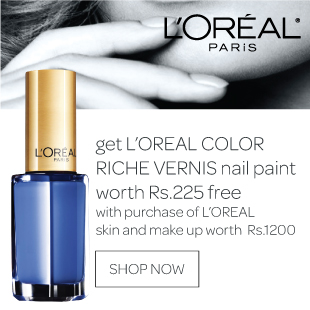 L'ORÉAL
PARiS
L'ORÉAL
PARIS
get L'OREAL COLOR
RICHE VERNIS nail paint
worth Rs.225 free
with purchase of L'OREAL
skin and make up worth Rs.1200
SHOP NOW